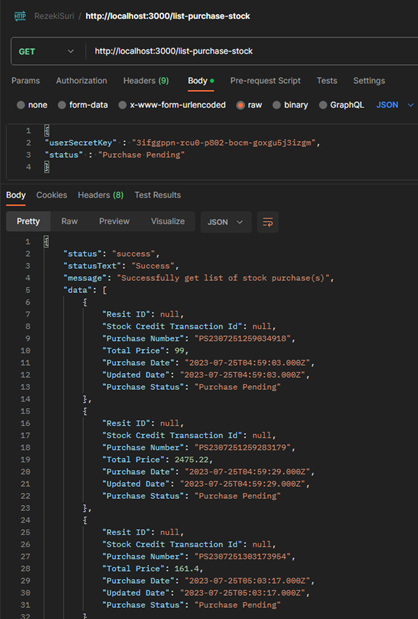 HTTP RezekiSuri / http://localhost:3000/list-purchase-stock
GET http://localhost:3000/list-purchase-stock
Params Authorization Headers (9) Body Pre-request Script Tests Settings
none form-data x-www-form-urlencoded raw binary GraphQL JSON
1 {
2 "userSecretKey" : "3ifggppn-rcu0-p802-bocm-goxgu5j3izgm",
3 "status" : "Purchase Pending"
4 }
Body Cookies Headers (8) Test Results
Pretty Raw Preview Visualize JSON
1 {
2 "status": "success",
3 "statusText": "Success",
4 "message": "Successfully get list of stock purchase(s)",
5 "data": [
6 {
7 "Resit ID": null,
8 "Stock Credit Transaction Id": null,
9 "Purchase Number": "PS2307251259034918",
10 "Total Price": 99,
11 "Purchase Date": "2023-07-25T04:59:03.000Z",
12 "Updated Date": "2023-07-25T04:59:03.000Z",
13 "Purchase Status": "Purchase Pending"
14 },
15 {
16 "Resit ID": null,
17 "Stock Credit Transaction Id": null,
18 "Purchase Number": "PS2307251259283179",
19 "Total Price": 2475.22,
20 "Purchase Date": "2023-07-25T04:59:29.000Z",
21 "Updated Date": "2023-07-25T04:59:29.000Z",
22 "Purchase Status": "Purchase Pending"
23 },
24 {
25 "Resit ID": null,
26 "Stock Credit Transaction Id": null,
27 "Purchase Number": "PS2307251303173954",
28 "Total Price": 161.4,
29 "Purchase Date": "2023-07-25T05:03:17.000Z",
30 "Updated Date": "2023-07-25T05:03:17.000Z",
31 "Purchase Status": "Purchase Pending"
32 }